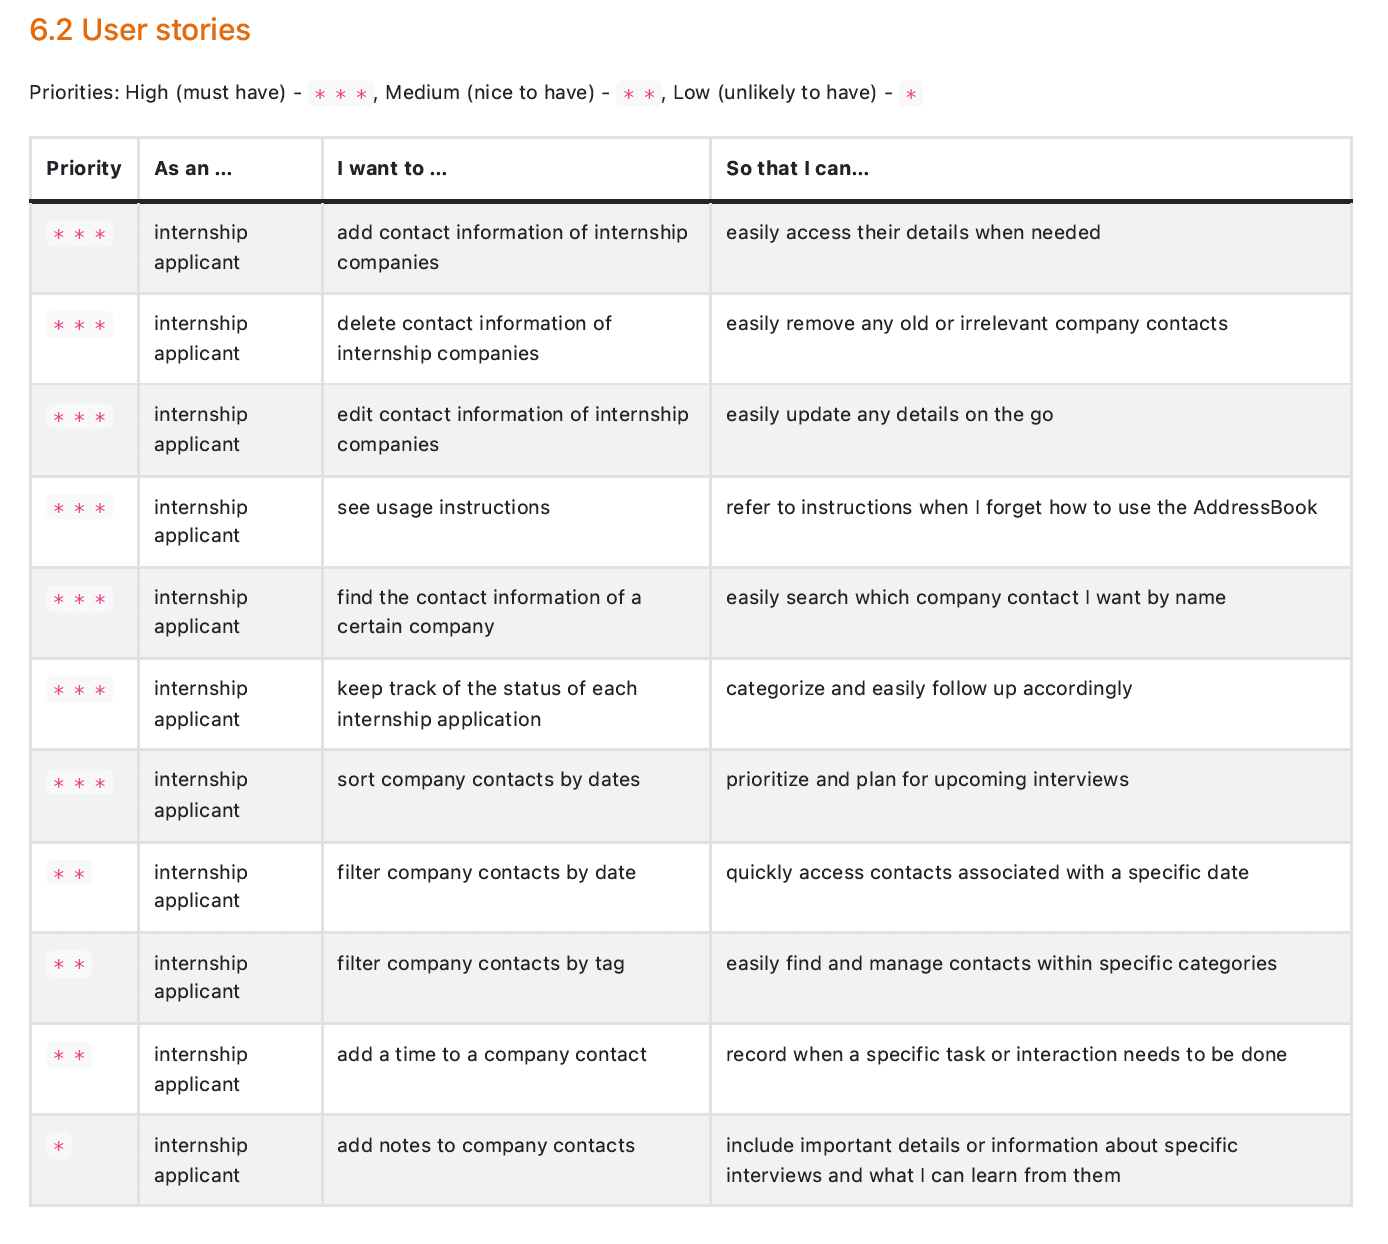 6.2 User stories
Priorities: High (must have) - * * *, Medium (nice to have) - * *, Low (unlikely to have) - *
Priority As an ... I want to ... So that I can...
* * * internship add contact information of internship easily access their details when needed
applicant companies
* * * internship delete contact information of easily remove any old or irrelevant company contacts
applicant internship companies
* * * internship edit contact information of internship easily update any details on the go
applicant companies
* * * internship see usage instructions refer to instructions when I forget how to use the AddressBook
applicant
* * * internship find the contact information of a easily search which company contact I want by name
applicant certain company
* * * internship keep track of the status of each categorize and easily follow up accordingly
applicant internship application
* * * internship sort company contacts by dates prioritize and plan for upcoming interviews
applicant
* * internship filter company contacts by date quickly access contacts associated with a specific date
applicant
* * internship filter company contacts by tag easily find and manage contacts within specific categories
applicant
* * internship add a time to a company contact record when a specific task or interaction needs to be done
applicant
* internship add notes to company contacts include important details or information about specific
applicant interviews and what I can learn from them